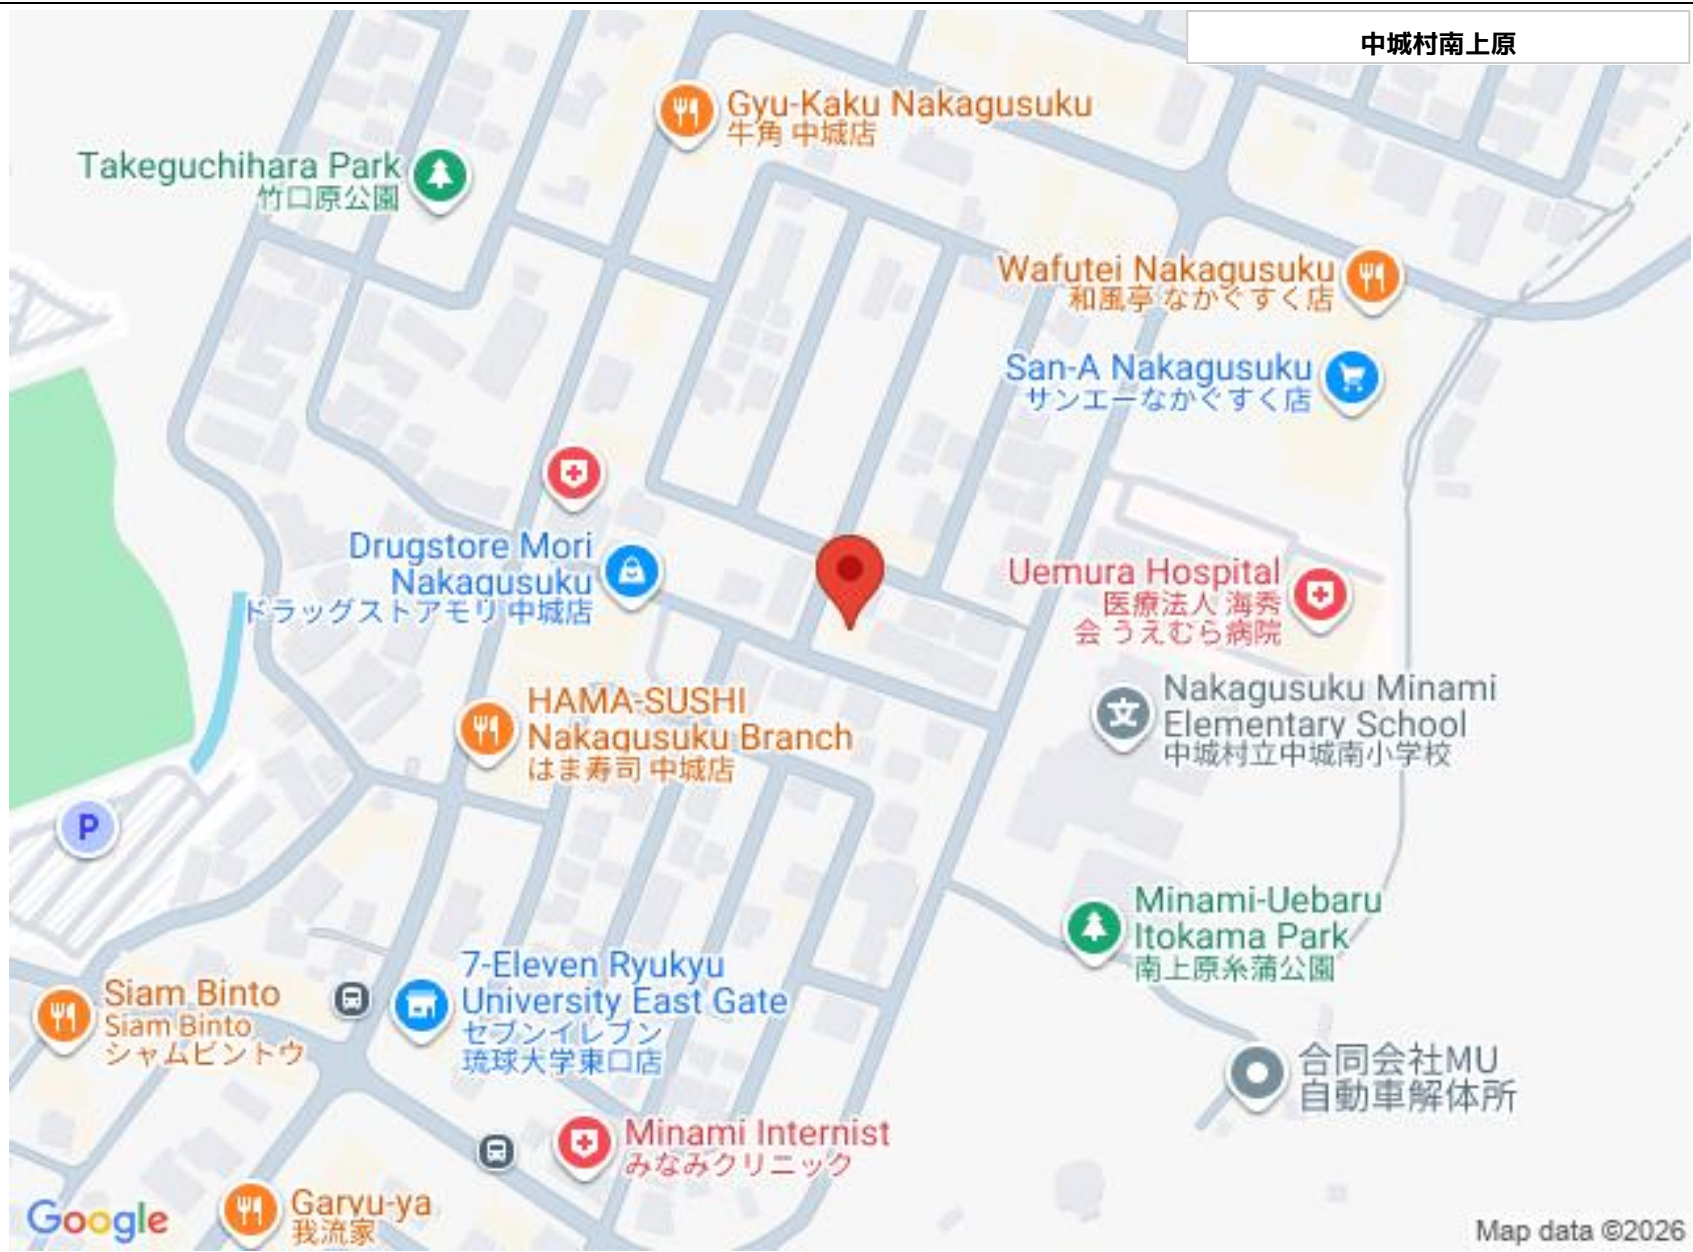 中城村南上原
Gyu-Kaku Nakagusuku
牛角 中城店
Takeguchihara Park
竹口原公園
Wafutei Nakagusuku
和風亭 なかぐすく店
San-A Nakagusuku
サンエーなかぐすく店
Drugstore Mori
Nakagusuku
ドラッグストアモリ 中城店
Uemura Hospital
医療法人 海秀
会 うえむら病院
HAMA-SUSHI
Nakagusuku Branch
はま寿司 中城店
Nakagusuku Minami
Elementary School
中城村立中城南小学校
文
P
Minami-Uebaru
Itokama Park
南上原糸蒲公園
7-Eleven Ryukyu
University East Gate
セブンイレブン
琉球大学東口店
Siam Binto
Siam Binto
シャムビントウ
合同会社MU
自動車解体所
Minami Internist
みなみクリニック
Garyu-ya
我流家
Google
Map data ©2026